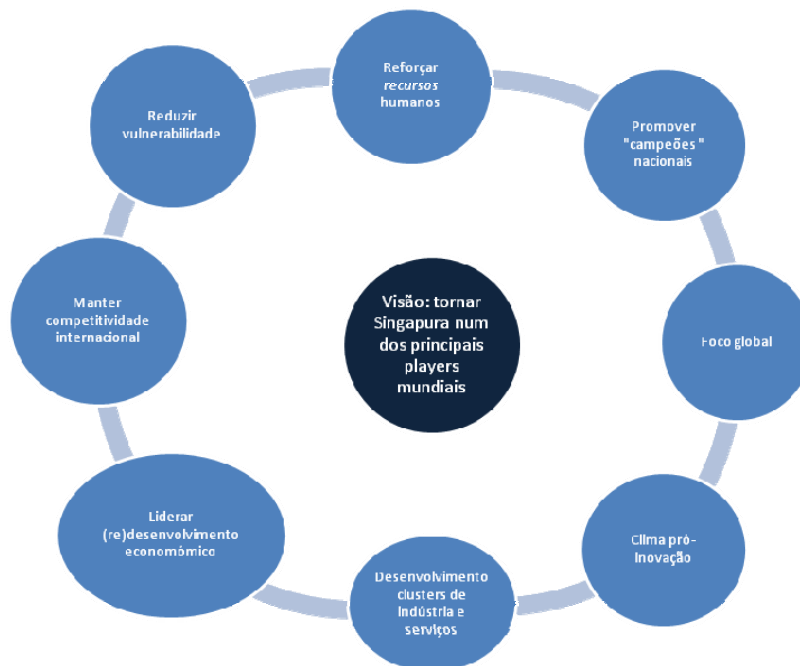 Reforçar
recursos
humanos
Promover
"campeões "
nacionais
Foco global
Clima pró-
inovação
Desenvolvimento
clusters de
indústria e
serviços
Liderar
(re)desenvolvimento
economómico
Manter
competitividade
internacional
Reduzir
vulnerabilidade
Visão: tornar
Singapura num
dos principais
players
mundiais